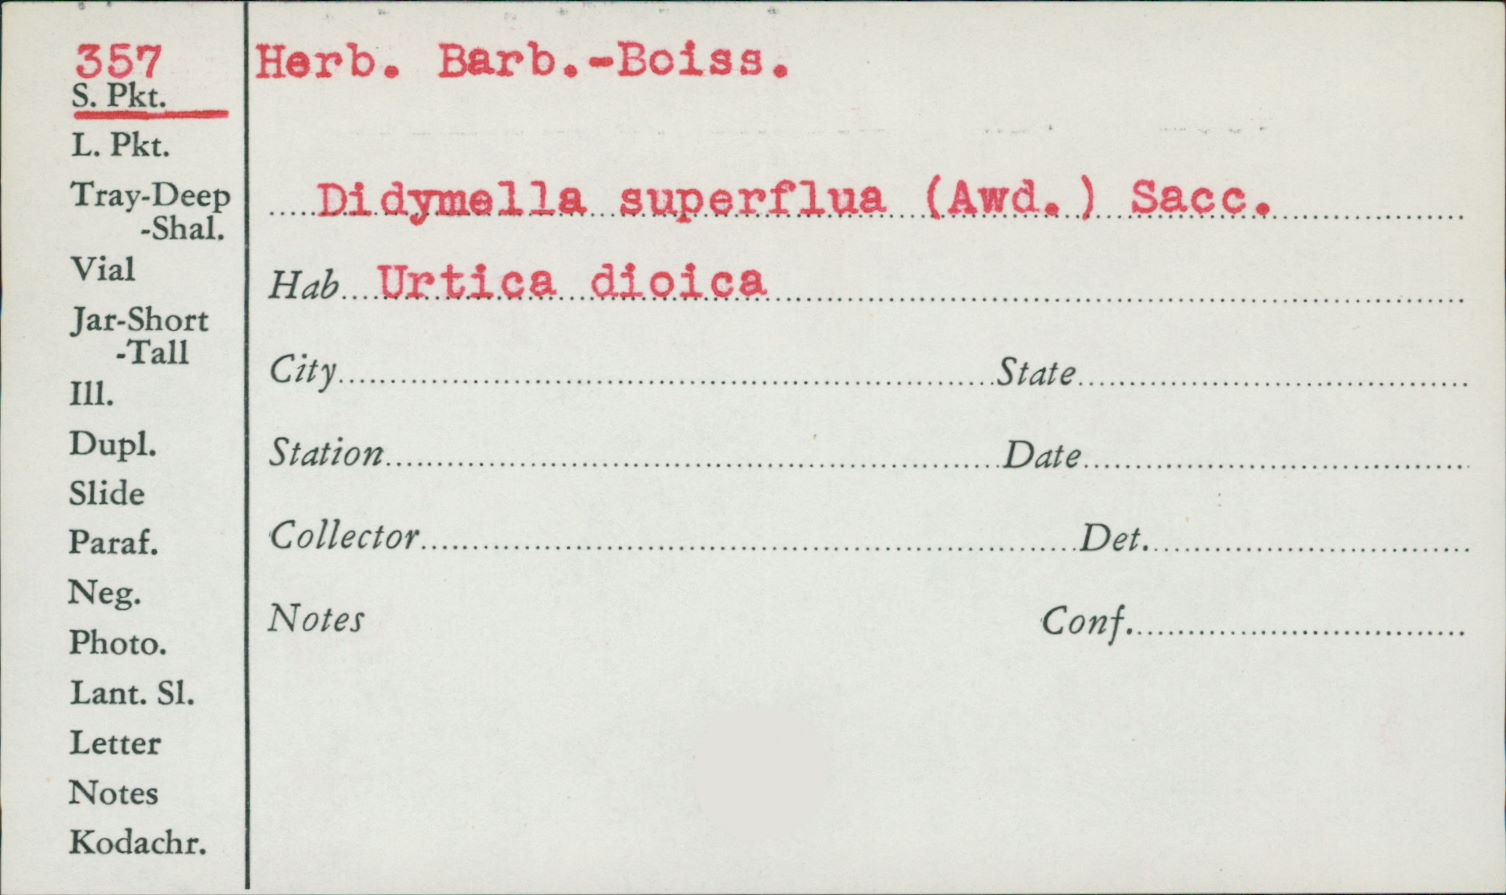 357
S. Pkt.
L. Pkt.
Tray-Deep
-Shal.
Vial
Jar-Short
-Tall
Ill.
Dupl.
Slide
Paraf.
Neg.
Photo.
Lant. Sl.
Letter
Notes
Kodachr.
Herb. Barb.-Boiss.
Didymella superflua (Awd.) Sacc.
Hab Urtica dioica
City State
Station Date
Collector Det.
Notes Conf.